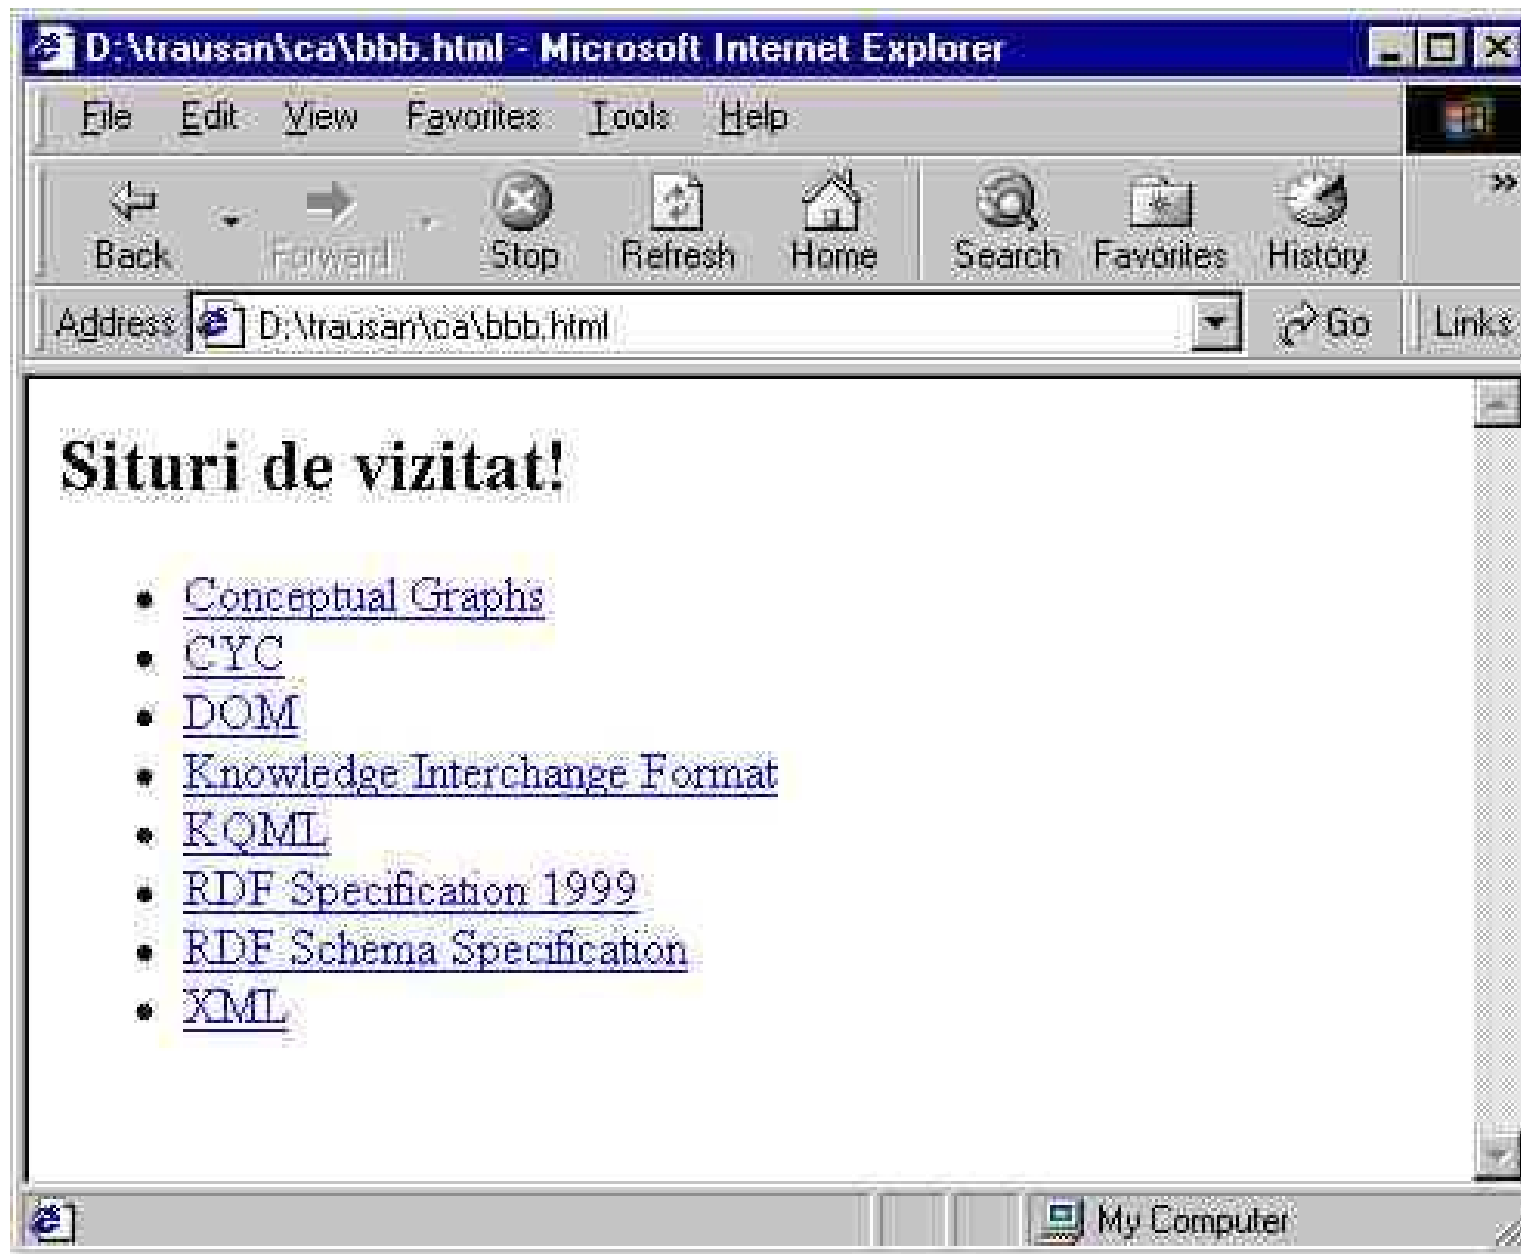 D:\trausan\ca\bbb.html - Microsoft Internet Explorer
File Edit View Favorites Tools Help
Back Forward Stop Refresh Home Search Favorites History
Address D:\trausan\ca\bbb.html Go Links
Situri de vizitat!
Conceptual Graphs
CYC
DOM
Knowledge Interchange Format
KQML
RDF Specification 1999
RDF Schema Specification
XML
My Computer